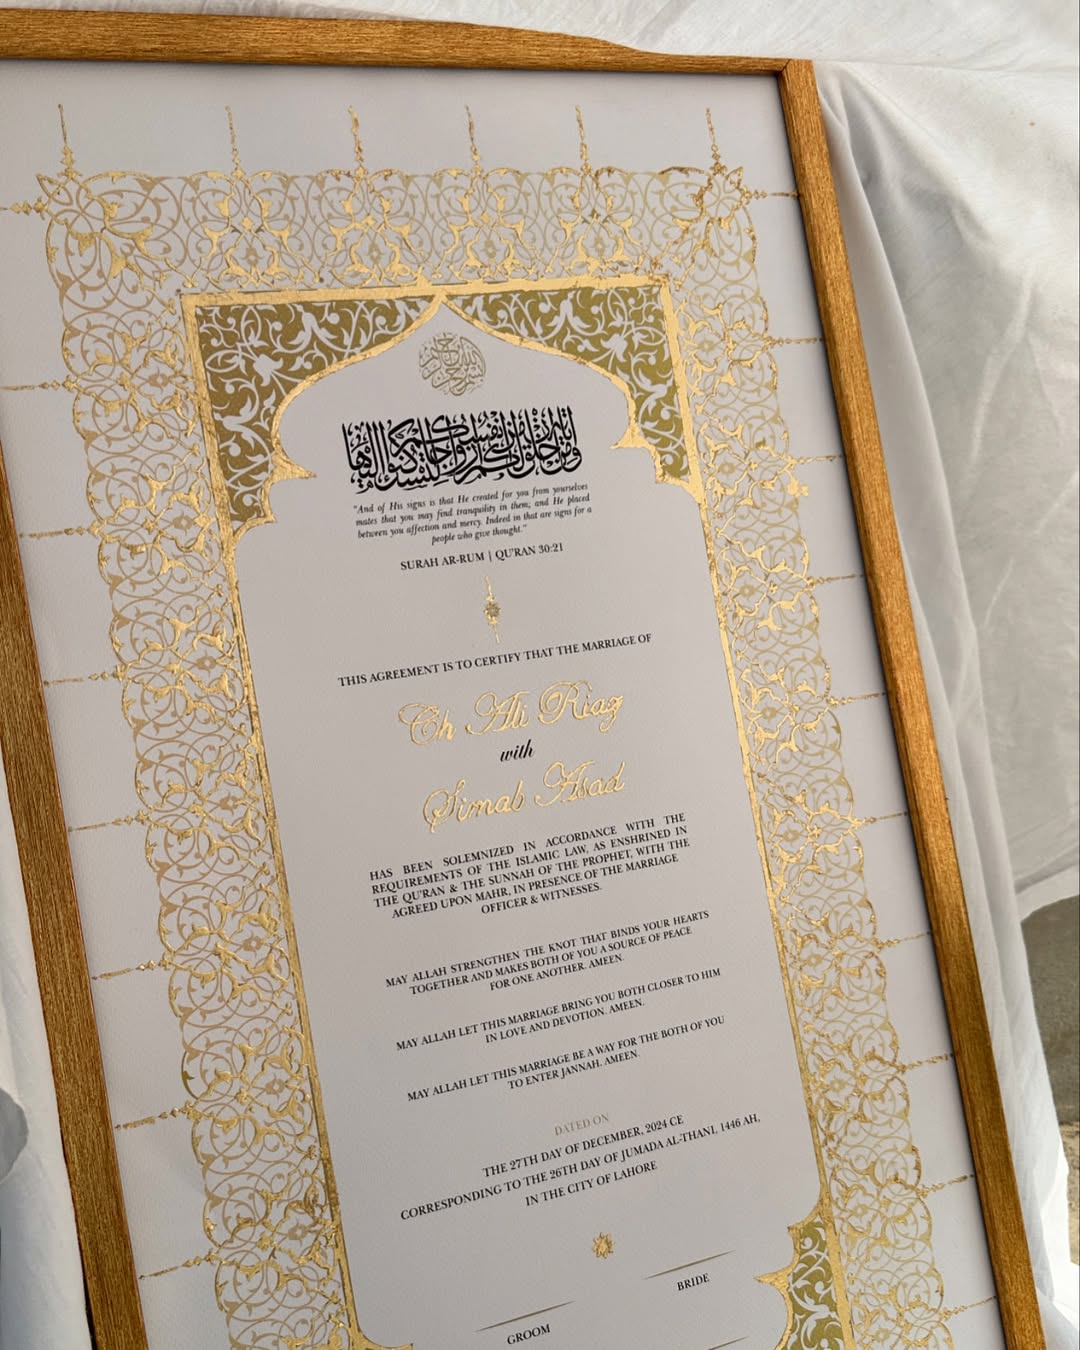 بسم الله الرحمن الرحيم
ومن آياته أن خلق لكم من أنفسكم أزواجا لتسكنوا إليها
"And of His signs is that He created for you from yourselves
mates that you may find tranquility in them; and He placed
between you affection and mercy. Indeed in that are signs for a
people who give thought."
SURAH AR-RUM | QU'RAN 30:21
THIS AGREEMENT IS TO CERTIFY THAT THE MARRIAGE OF
Ch Ali Riaz
with
Simab Asad
HAS BEEN SOLEMNIZED IN ACCORDANCE WITH THE
REQUIREMENTS OF THE ISLAMIC LAW, AS ENSHRINED IN
THE QU'RAN & THE SUNNAH OF THE PROPHET, WITH THE
AGREED UPON MAHR, IN PRESENCE OF THE MARRIAGE
OFFICER & WITNESSES.
MAY ALLAH STRENGTHEN THE KNOT THAT BINDS YOUR HEARTS
TOGETHER AND MAKES BOTH OF YOU A SOURCE OF PEACE
FOR ONE ANOTHER. AMEEN.
MAY ALLAH LET THIS MARRIAGE BRING YOU BOTH CLOSER TO HIM
IN LOVE AND DEVOTION. AMEEN.
MAY ALLAH LET THIS MARRIAGE BE A WAY FOR THE BOTH OF YOU
TO ENTER JANNAH. AMEEN.
DATED ON
THE 27TH DAY OF DECEMBER, 2024 CE
CORRESPONDING TO THE 26TH DAY OF JUMADA AL-THANI, 1446 AH,
IN THE CITY OF LAHORE
BRIDE
GROOM